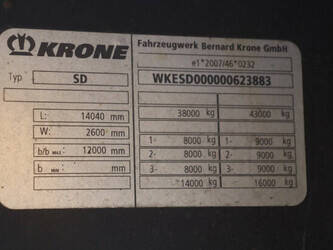 KRONE
Fahrzeugwerk Bernard Krone GmbH
e1*2007/46*0232
Typ SD
WKESD000000623883
L: 14040 mm
W: 2600 mm
b/b MAX: 12000 mm
b MIN: mm
38000 kg 43000 kg
1- 8000 kg 1- 9000 kg
2- 8000 kg 2- 9000 kg
3- 8000 kg 3- 9000 kg
14000 kg 16000 kg